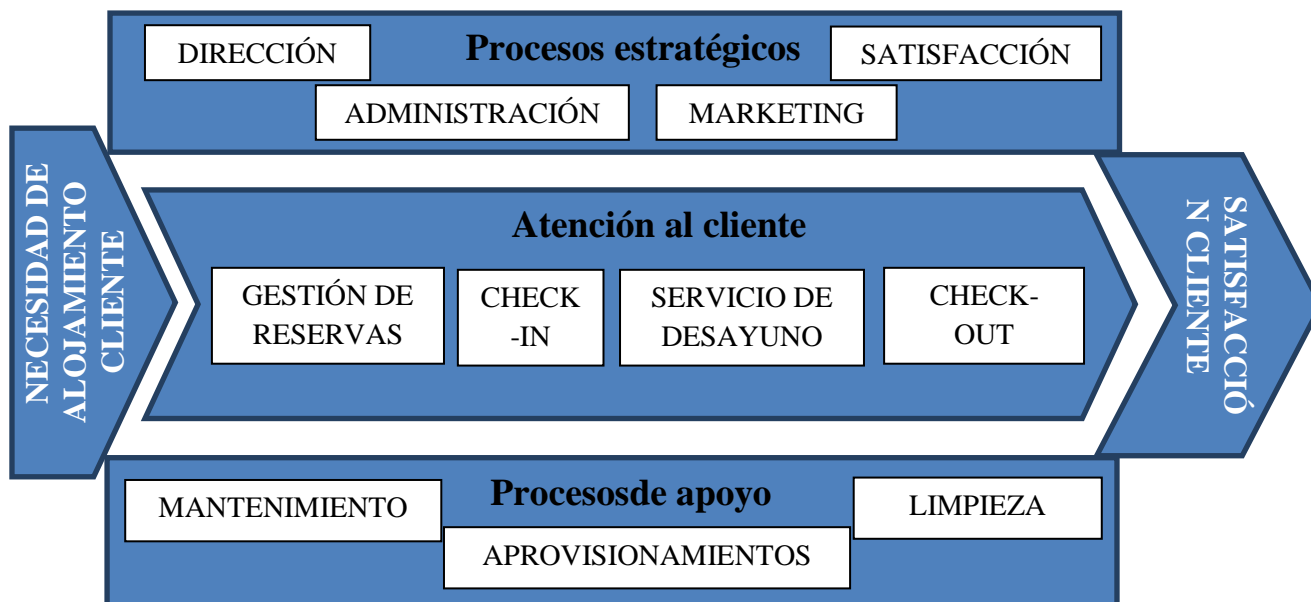 DIRECCIÓN
Procesos estratégicos
SATISFACCIÓN
ADMINISTRACIÓN
MARKETING
NECESIDAD DE
ALOJAMIENTO
CLIENTE
Atención al cliente
GESTIÓN DE
RESERVAS
CHECK
-IN
SERVICIO DE
DESAYUNO
CHECK-
OUT
SATISFACCIÓ
N CLIENTE
MANTENIMIENTO
Procesosde apoyo
LIMPIEZA
APROVISIONAMIENTOS